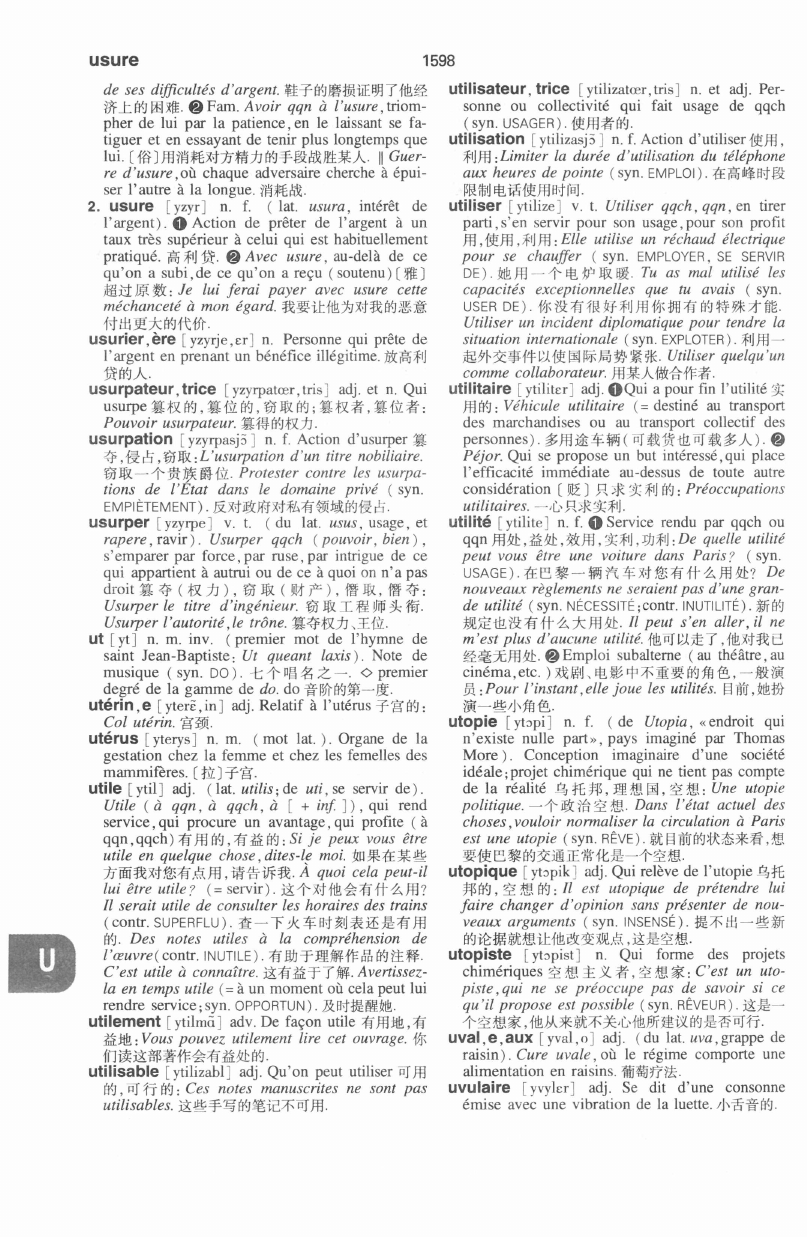 usure
1598
de ses difficultés d'argent. 鞋子的磨损证明了他经
济上的困难. ❷ Fam. Avoir qqn à l'usure, triom-
pher de lui par la patience, en le laissant se fa-
tiguer et en essayant de tenir plus longtemps que
lui. [俗]用消耗对方精力的手段战胜某人. ‖ Guer-
re d'usure, où chaque adversaire cherche à épui-
ser l'autre à la longue. 消耗战.
2. usure [yzyr] n. f. (lat. usura, intérêt de
l'argent). ❶ Action de prêter de l'argent à un
taux très supérieur à celui qui est habituellement
pratiqué. 高利贷. ❷ Avec usure, au-delà de ce
qu'on a subi, de ce qu'on a reçu (soutenu) [雅]
超过原数: Je lui ferai payer avec usure cette
méchanceté à mon égard. 我要让他为对我的恶意
付出更大的代价.
usurier, ère [yzyrje, ɛr] n. Personne qui prête de
l'argent en prenant un bénéfice illégitime. 放高利
贷的人.
usurpateur, trice [yzyrpatœr, tris] adj. et n. Qui
usurpe 篡权的, 篡位的, 窃取的; 篡权者, 篡位者:
Pouvoir usurpateur. 篡得的权力.
usurpation [yzyrpasjɔ̃] n. f. Action d'usurper 篡
夺, 侵占, 窃取: L'usurpation d'un titre nobiliaire.
窃取一个贵族爵位. Protester contre les usurpa-
tions de l'État dans le domaine privé (syn.
EMPIÈTEMENT). 反对政府对私有领域的侵占.
usurper [yzyrpe] v. t. (du lat. usus, usage, et
rapere, ravir). Usurper qqch (pouvoir, bien),
s'emparer par force, par ruse, par intrigue de ce
qui appartient à autrui ou de ce à quoi on n'a pas
droit 篡夺(权力), 窃取(财产), 僭取, 僭夺:
Usurper le titre d'ingénieur. 窃取工程师头衔.
Usurper l'autorité, le trône. 篡夺权力、王位.
ut [yt] n. m. inv. (premier mot de l'hymne de
saint Jean-Baptiste: Ut queant laxis). Note de
musique (syn. DO). 七个唱名之一. ◇ premier
degré de la gamme de do. do 音阶的第一度.
utérin, e [yterɛ̃, in] adj. Relatif à l'utérus 子宫的:
Col utérin. 宫颈.
utérus [yterys] n. m. (mot lat.). Organe de la
gestation chez la femme et chez les femelles des
mammifères. [拉]子宫.
utile [ytil] adj. (lat. utilis; de uti, se servir de).
Utile (à qqn, à qqch, à [+ inf.]), qui rend
service, qui procure un avantage, qui profite (à
qqn, qqch) 有用的, 有益的: Si je peux vous être
utile en quelque chose, dites-le moi. 如果在某些
方面我对您有点用, 请告诉我. À quoi cela peut-il
lui être utile? (= servir). 这个对他会有什么用?
Il serait utile de consulter les horaires des trains
(contr. SUPERFLU). 查一下火车时刻表还是有用
的. Des notes utiles à la compréhension de
l'œuvre (contr. INUTILE). 有助于理解作品的注释.
C'est utile à connaître. 这有益于了解. Avertissez-
la en temps utile (= à un moment où cela peut lui
rendre service; syn. OPPORTUN). 及时提醒她.
utilement [ytilmɑ̃] adv. De façon utile 有用地, 有
益地: Vous pouvez utilement lire cet ouvrage. 你
们读这部著作会有益处的.
utilisable [ytilizabl] adj. Qu'on peut utiliser 可用
的, 可行的: Ces notes manuscrites ne sont pas
utilisables. 这些手写的笔记不可用.
U
utilisateur, trice [ytilizatœr, tris] n. et adj. Per-
sonne ou collectivité qui fait usage de qqch
(syn. USAGER). 使用者的.
utilisation [ytilizasjɔ̃] n. f. Action d'utiliser 使用,
利用: Limiter la durée d'utilisation du téléphone
aux heures de pointe (syn. EMPLOI). 在高峰时段
限制电话使用时间.
utiliser [ytilize] v. t. Utiliser qqch, qqn, en tirer
parti, s'en servir pour son usage, pour son profit
用, 使用, 利用: Elle utilise un réchaud électrique
pour se chauffer (syn. EMPLOYER, SE SERVIR
DE). 她用一个电炉取暖. Tu as mal utilisé les
capacités exceptionnelles que tu avais (syn.
USER DE). 你没有很好利用你拥有的特殊才能.
Utiliser un incident diplomatique pour tendre la
situation internationale (syn. EXPLOTER). 利用一
起外交事件以使国际局势紧张. Utiliser quelqu'un
comme collaborateur. 用某人做合作者.
utilitaire [ytilitɛr] adj. ❶ Qui a pour fin l'utilité 实
用的: Véhicule utilitaire (= destiné au transport
des marchandises ou au transport collectif des
personnes). 多用途车辆(可载货也可载多人). ❷
Péjor. Qui se propose un but intéressé, qui place
l'efficacité immédiate au-dessus de toute autre
considération [贬]只求实利的: Préoccupations
utilitaires. 一心只求实利.
utilité [ytilite] n. f. ❶ Service rendu par qqch ou
qqn 用处, 益处, 效用, 实利, 功利: De quelle utilité
peut vous être une voiture dans Paris? (syn.
USAGE). 在巴黎一辆汽车对您有什么用处? De
nouveaux règlements ne seraient pas d'une gran-
de utilité (syn. NÉCESSITÉ; contr. INUTILITÉ). 新的
规定也没有什么大用处. Il peut s'en aller, il ne
m'est plus d'aucune utilité. 他可以走了, 他对我已
经毫无用处. ❷ Emploi subalterne (au théâtre, au
cinéma, etc.) 戏剧、电影中不重要的角色, 一般演
员: Pour l'instant, elle joue les utilités. 目前, 她扮
演一些小角色.
utopie [ytɔpi] n. f. (de Utopia, «endroit qui
n'existe nulle part», pays imaginé par Thomas
More). Conception imaginaire d'une société
idéale; projet chimérique qui ne tient pas compte
de la réalité 乌托邦, 理想国, 空想: Une utopie
politique. 一个政治空想. Dans l'état actuel des
choses, vouloir normaliser la circulation à Paris
est une utopie (syn. RÊVE). 就目前的状态来看, 想
要使巴黎的交通正常化是一个空想.
utopique [ytɔpik] adj. Qui relève de l'utopie 乌托
邦的, 空想的: Il est utopique de prétendre lui
faire changer d'opinion sans présenter de nou-
veaux arguments (syn. INSENSÉ). 提不出一些新
的论据就想让他改变观点, 这是空想.
utopiste [ytɔpist] n. Qui forme des projets
chimériques 空想主义者, 空想家: C'est un uto-
piste, qui ne se préoccupe pas de savoir si ce
qu'il propose est possible (syn. RÊVEUR). 这是一
个空想家, 他从来就不关心他所建议的是否可行.
uval, e, aux [yval, o] adj. (du lat. uva, grappe de
raisin). Cure uvale, où le régime comporte une
alimentation en raisins. 葡萄疗法.
uvulaire [yvylɛr] adj. Se dit d'une consonne
émise avec une vibration de la luette. 小舌音的.